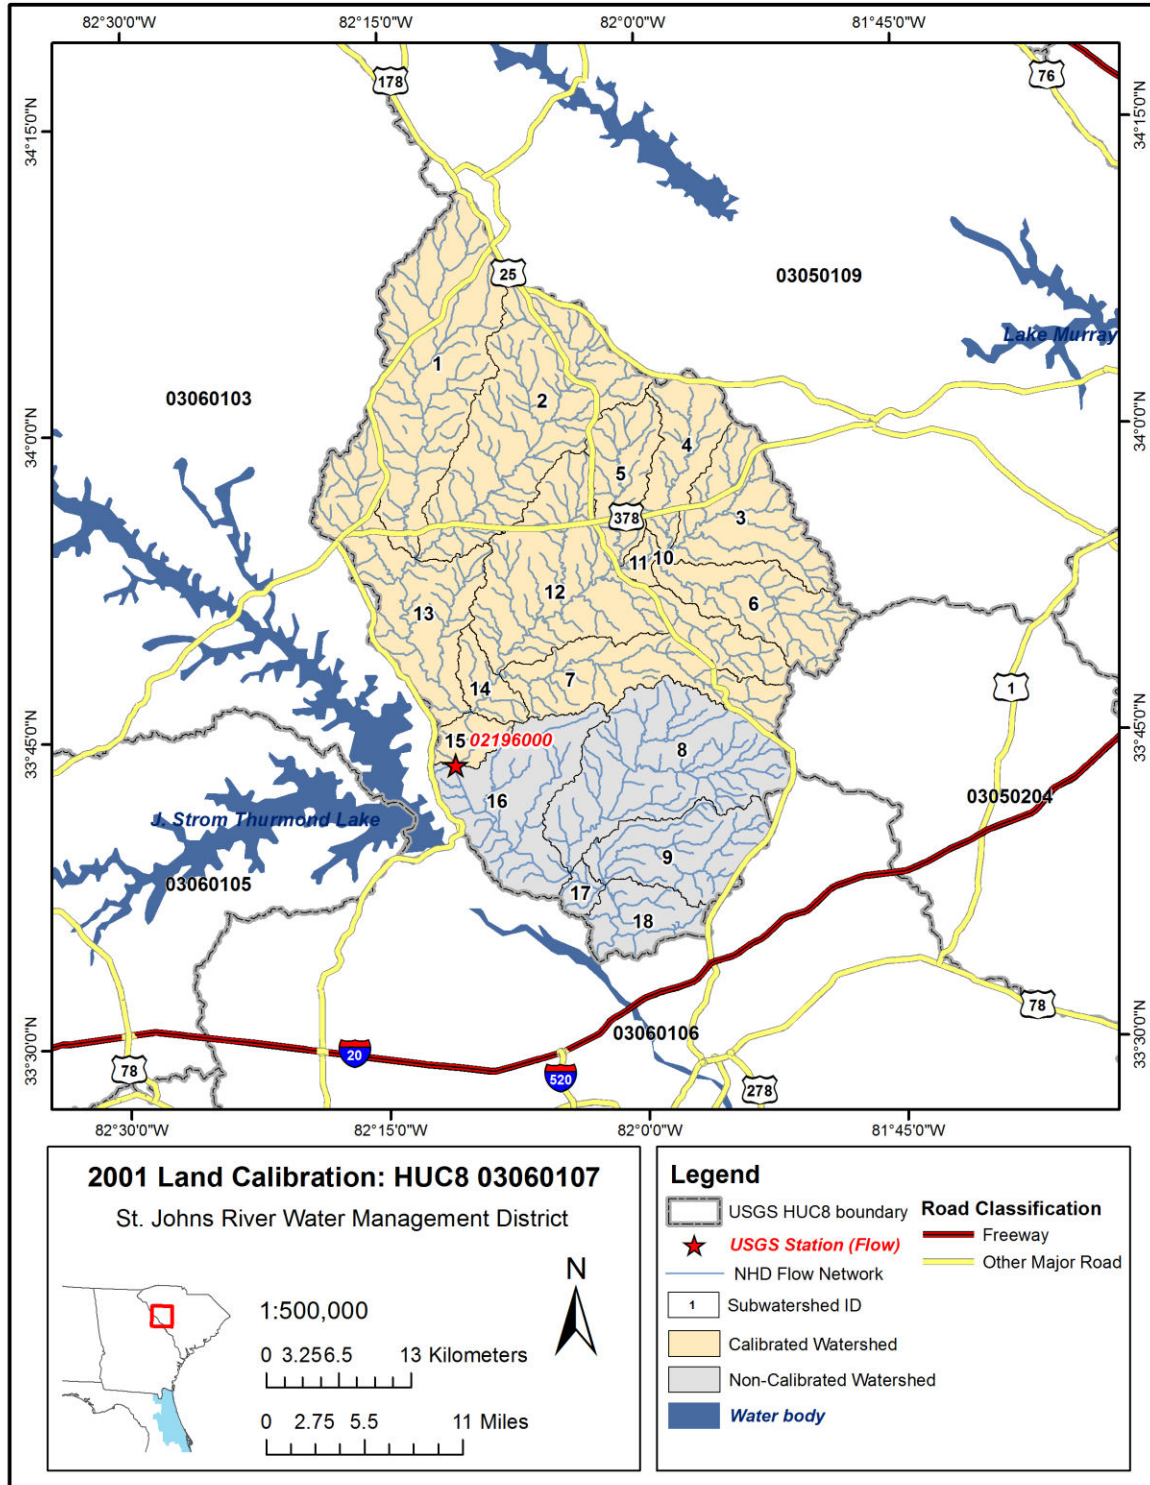 82°30'0"W 82°15'0"W 82°0'0"W 81°45'0"W
178
76
34°15'0"N
34°15'0"N
25
03050109
Lake Murray
1
2
03060103
34°0'0"N
34°0'0"N
4
5
3
378
11 10
12
6
13
14
7
1
33°45'0"N
33°45'0"N
15 02196000
8
16
03050204
J. Strom Thurmond Lake
9
03060105
17
18
78
03060106
33°30'0"N
33°30'0"N
20
78
520
278
82°30'0"W 82°15'0"W 82°0'0"W 81°45'0"W
2001 Land Calibration: HUC8 03060107
St. Johns River Water Management District
N
1:500,000
0 3.256.5 13 Kilometers
0 2.75 5.5 11 Miles
Legend
USGS HUC8 boundary
USGS Station (Flow)
NHD Flow Network
1 Subwatershed ID
Calibrated Watershed
Non-Calibrated Watershed
Water body
Road Classification
Freeway
Other Major Road